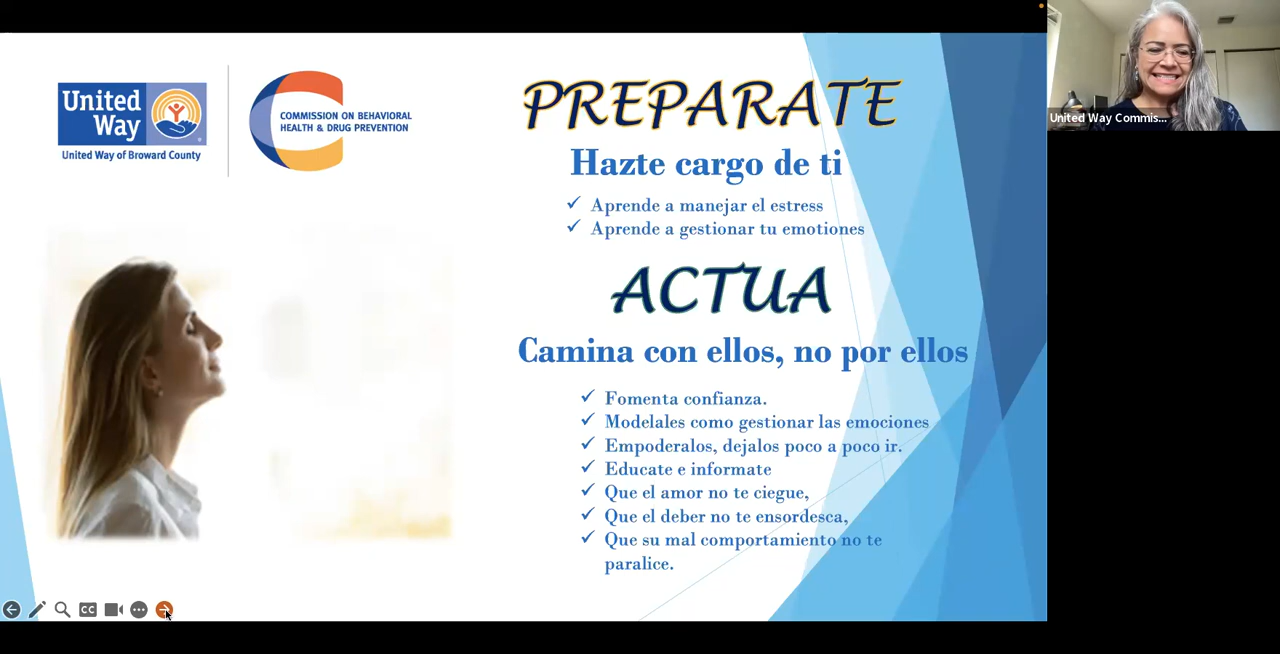 United
Way
United Way of Broward County
COMMISSION ON BEHAVIORAL
HEALTH & DRUG PREVENTION
PREPARATE
Hazte cargo de ti
✓ Aprende a manejar el estress
✓ Aprende a gestionar tu emotiones
ACTUA
Camina con ellos, no por ellos
✓ Fomenta confianza.
✓ Modelales como gestionar las emociones
✓ Empoderalos, dejalos poco a poco ir.
✓ Educate e informate
✓ Que el amor no te ciegue,
✓ Que el deber no te ensordesca,
✓ Que su mal comportamiento no te
paralice.
CC
United Way Commis...